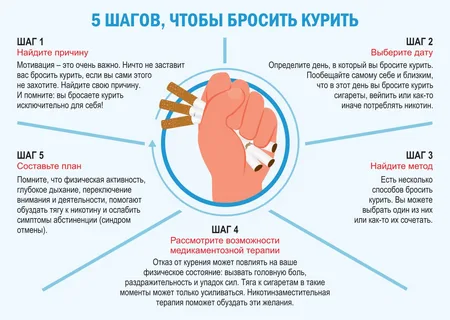 5 ШАГОВ, ЧТОБЫ БРОСИТЬ КУРИТЬ
ШАГ 1
Найдите причину
Мотивация – это очень важно. Ничто не заставит
вас бросить курить, если вы сами этого
не захотите. Найдите свою причину.
И помните: вы бросаете курить
исключительно для себя!
ШАГ 2
Выберите дату
Определите день, в который вы бросите курить.
Пообещайте самому себе и близким,
что в этот день вы бросите курить
сигареты, вейпить или как-то
иначе потреблять никотин.
ШАГ 3
Найдите метод
Есть несколько
способов бросить
курить. Вы можете
выбрать один из них
или как-то их сочетать.
ШАГ 4
Рассмотрите возможности
медикаментозной терапии
Отказ от курения может повлиять на ваше
физическое состояние: вызвать головную боль,
раздражительность и упадок сил. Тяга к сигаретам в такие
моменты может только усиливаться. Никотинзаместительная
терапия поможет обуздать эти желания.
ШАГ 5
Составьте план
Помните, что физическая активность,
глубокое дыхание, переключение
внимания и деятельности, помогают
обуздать тягу к никотину и ослабить
симптомы абстиненции (синдром
отмены).